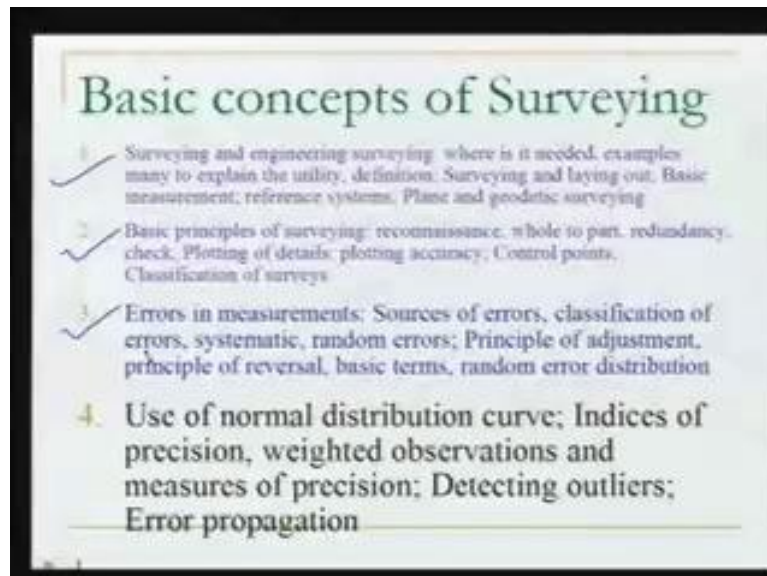 Basic concepts of Surveying
1. Surveying and engineering surveying: where is it needed, examples
many to explain the utility, definition: Surveying and laying out, Basic
measurement; reference systems, Plane and geodetic surveying
2. Basic principles of surveying: reconnaissance, whole to part, redundancy,
check, Plotting of details: plotting accuracy; Control points,
Classification of surveys
3. Errors in measurements: Sources of errors, classification of
errors, systematic, random errors; Principle of adjustment,
principle of reversal, basic terms, random error distribution
4. Use of normal distribution curve; Indices of
precision, weighted observations and
measures of precision; Detecting outliers;
Error propagation